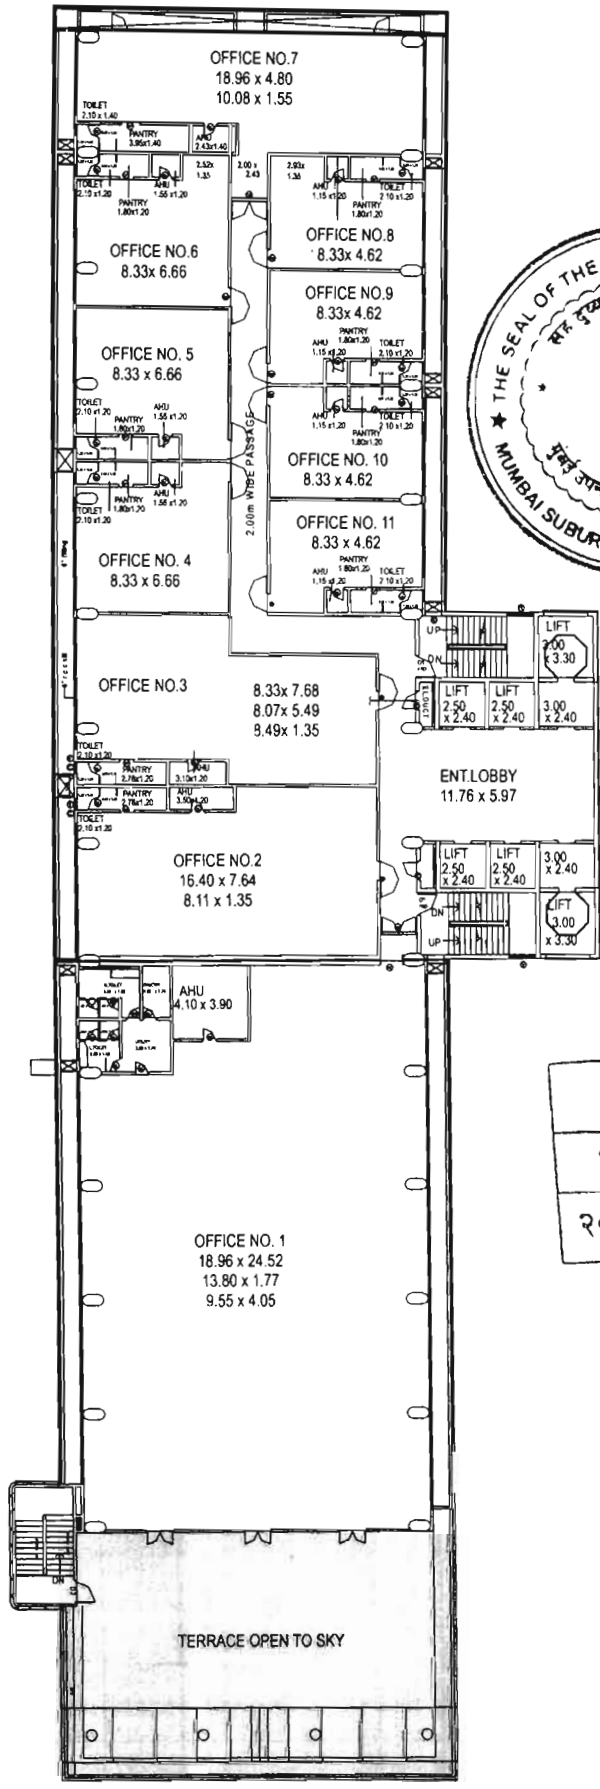 OFFICE NO.7
18.96 x 4.80
10.08 x 1.55
TOILET
2.10 x 1.40
PANTRY
3.95x1.40
AHU
2.43x1.40
2.52x
1.35
2.00 x
2.43
2.93x
1.35
TOILET
2.10 x1.20
AHU
1.55 x1.20
PANTRY
1.80x1.20
AHU
1.15 x1.20
TOILET
2.10 x1.20
PANTRY
1.80x1.20
OFFICE NO.6
8.33x 6.66
OFFICE NO.8
8.33x 4.62
OFFICE NO.9
8.33x 4.62
PANTRY
1.80x1.20
AHU
1.15 x1.20
TOILET
2.10 x1.20
OFFICE NO. 5
8.33 x 6.66
TOILET
2.10 x1.20
PANTRY
1.80x1.20
AHU
1.55 x1.20
AHU
1.15 x1.20
TOILET
2.10 x1.20
PANTRY
1.80x1.20
2.00m WIDE PASSAGE
OFFICE NO. 10
8.33 x 4.62
TOILET
2.10 x1.20
PANTRY
1.80x1.20
AHU
1.55 x1.20
OFFICE NO. 11
8.33 x 4.62
OFFICE NO. 4
8.33 x 6.66
AHU
1.15 x1.20
PANTRY
1.80x1.20
TOILET
2.10 x1.20
THE SEAL OF THE
MUMBAI SUBUR
UP
DN
LIFT
3.00
x 3.30
OFFICE NO.3
8.33x 7.68
8.07x 5.49
8.49x 1.35
LIFT
2.50
x 2.40
LIFT
2.50
x 2.40
3.00
x 2.40
TOILET
2.10 x1.20
PANTRY
2.78x1.20
AHU
3.10x1.20
ENT.LOBBY
11.76 x 5.97
PANTRY
2.78x1.20
AHU
3.50x1.20
TOILET
2.10 x1.20
OFFICE NO.2
16.40 x 7.64
8.11 x 1.35
LIFT
2.50
x 2.40
LIFT
2.50
x 2.40
3.00
x 2.40
DN
UP
LIFT
3.00
x 3.30
AHU
4.10 x 3.90
OFFICE NO. 1
18.96 x 24.52
13.80 x 1.77
9.55 x 4.05
DN
TERRACE OPEN TO SKY